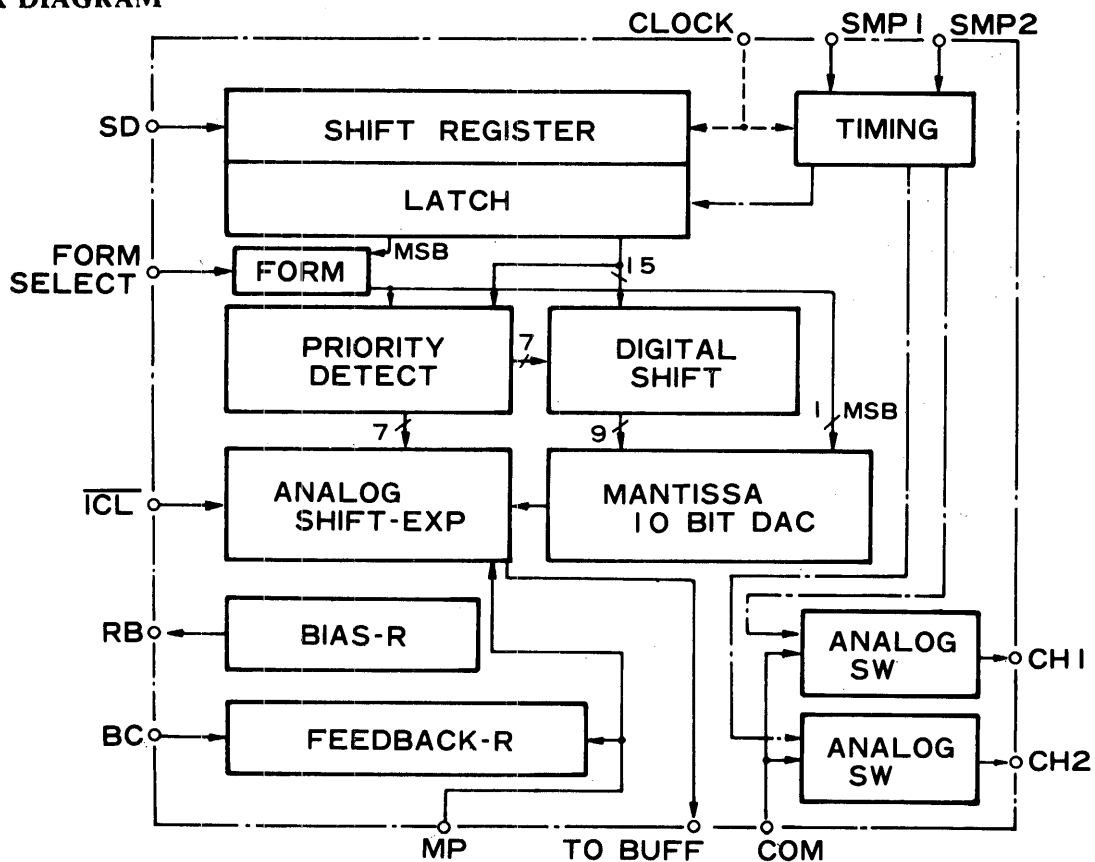 DIAGRAM
CLOCK
SMP1
SMP2
SD
SHIFT REGISTER
TIMING
LATCH
FORM
SELECT
FORM
MSB
15
PRIORITY
DETECT
7
DIGITAL
SHIFT
7
9
1
MSB
ICL
ANALOG
SHIFT-EXP
MANTISSA
10 BIT DAC
RB
BIAS-R
ANALOG
SW
CH1
BC
FEEDBACK-R
ANALOG
SW
CH2
MP
TO BUFF
COM